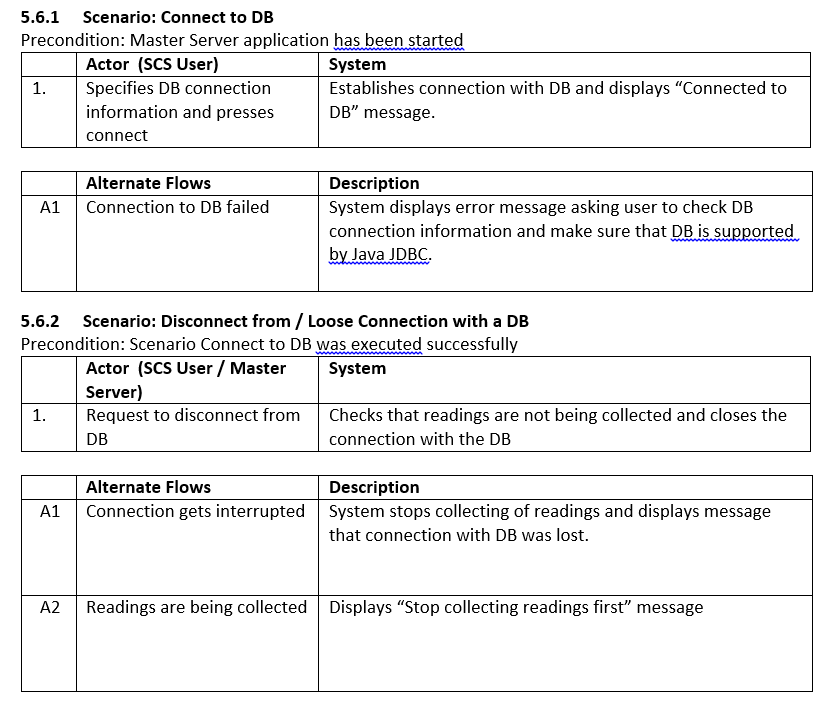 5.6.1 Scenario: Connect to DB
Precondition: Master Server application has been started
Actor (SCS User) System
1. Specifies DB connection Establishes connection with DB and displays “Connected to
information and presses DB” message.
connect
Alternate Flows Description
A1 Connection to DB failed System displays error message asking user to check DB
connection information and make sure that DB is supported
by Java JDBC.
5.6.2 Scenario: Disconnect from / Loose Connection with a DB
Precondition: Scenario Connect to DB was executed successfully
Actor (SCS User / Master System
Server)
1. Request to disconnect from Checks that readings are not being collected and closes the
DB connection with the DB
Alternate Flows Description
A1 Connection gets interrupted System stops collecting of readings and displays message
that connection with DB was lost.
A2 Readings are being collected Displays “Stop collecting readings first” message